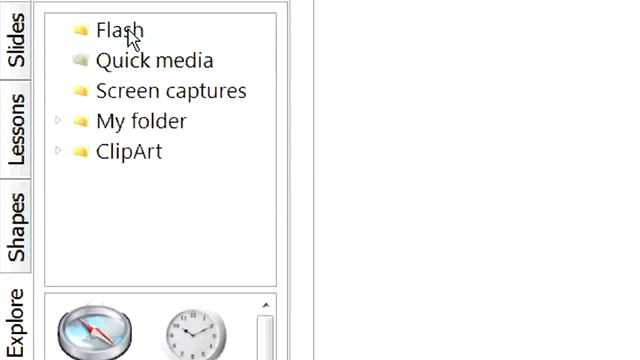 Slides
Lessons
Shapes
Explore
Flash
Quick media
Screen captures
My folder
ClipArt